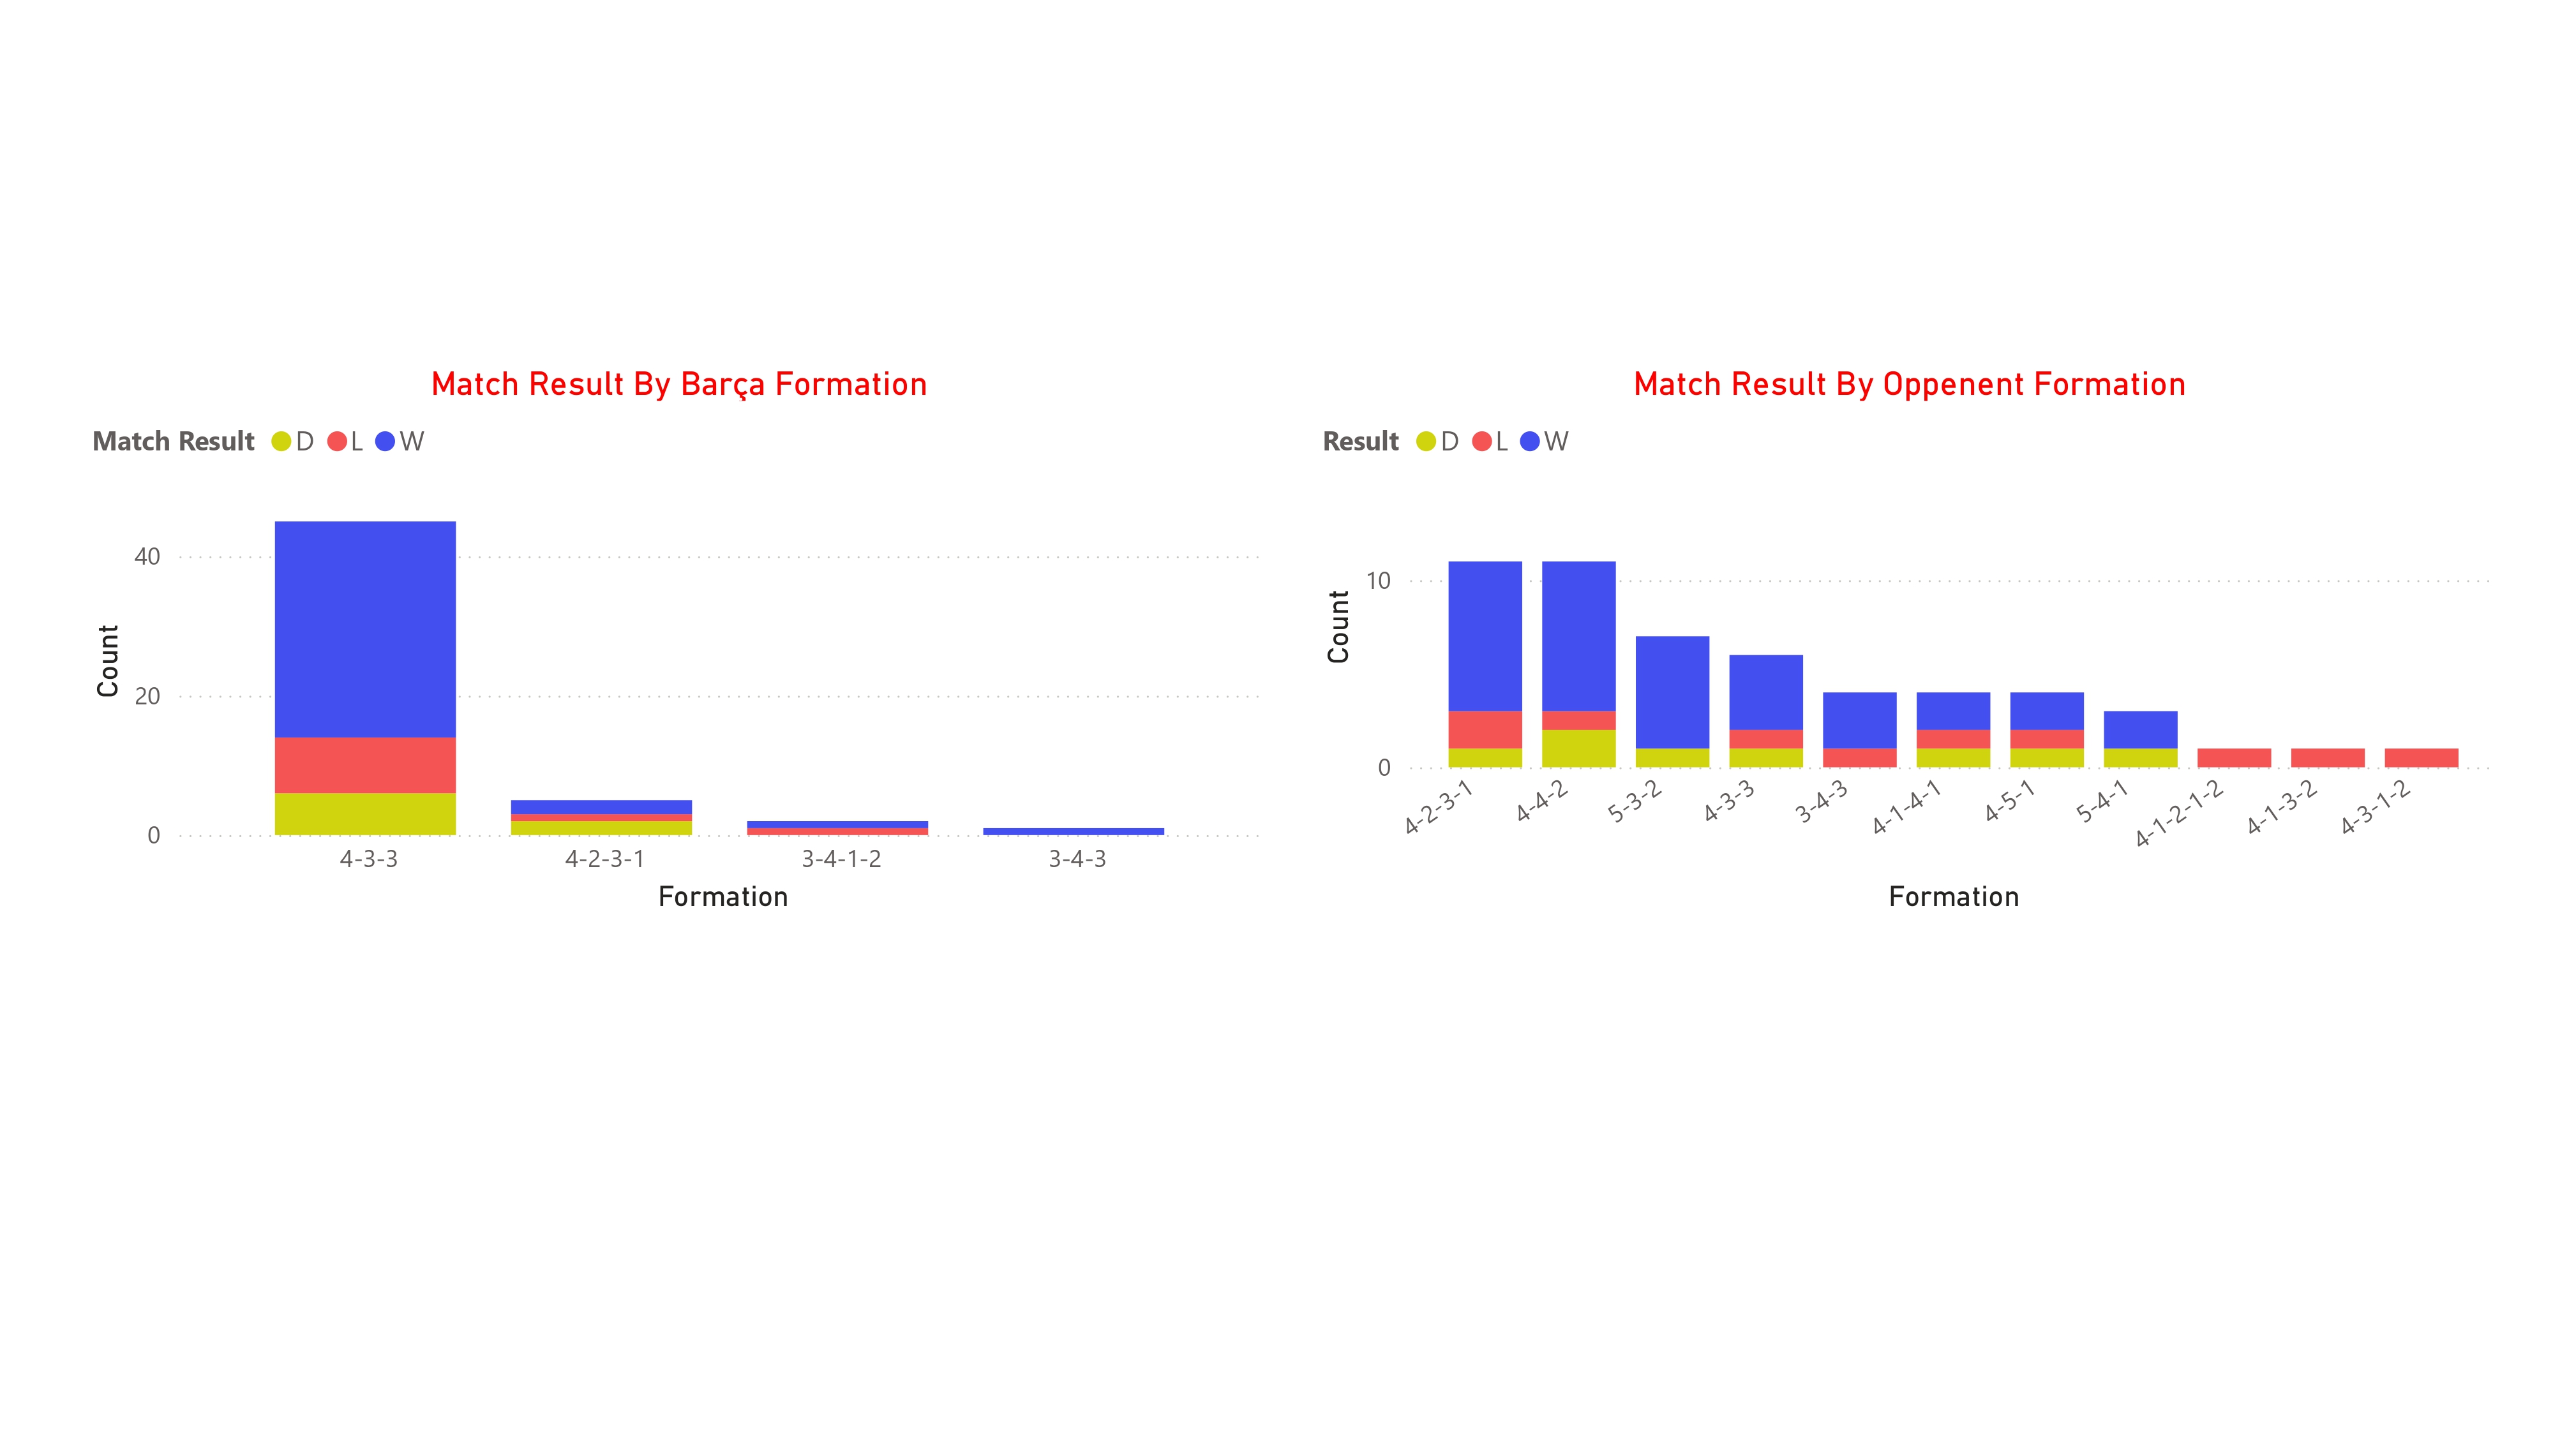 Match Result By Barça Formation
Match Result D L W
Count
40
20
0
4-3-3 4-2-3-1 3-4-1-2 3-4-3
Formation
Match Result By Oppenent Formation
Result D L W
Count
10
0
4-2-3-1 4-4-2 5-3-2 4-3-3 3-4-3 4-1-4-1 4-5-1 5-4-1 4-1-2-1-2 4-1-3-2 4-3-1-2
Formation